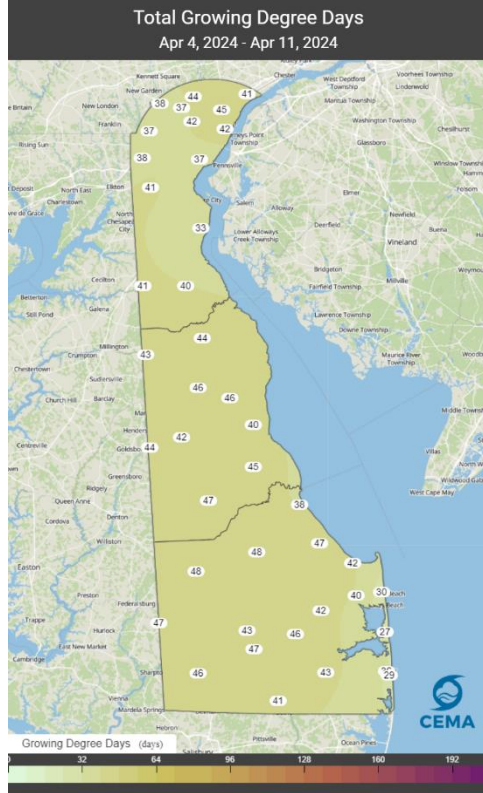 Total Growing Degree Days
Apr 4, 2024 - Apr 11, 2024
Kennett Square
Chester
West Deptford Township
Voorhees Township
Lindenwold
New Garden
44
41
Mantua Township
38
New London
37
45
Washington Township
Franklin
42
42
Chesilhurst
37
Township
Glassboro
Rising Sun
38
37
Pennsville
Winslow Township
Elkton
41
Elmer
North East
Folsom
Charlestown
Salem
Alloway
Newfield
33
Lower Alloways Creek Township
Deerfield
Buena
Vineland
Bridgeton
Cecilton
41
40
Fairfield Township
Millville
Betterton
Galena
Lawrence Township
Still Pond
Downe Township
Millington
44
Crumpton
43
Maurice River Township
Chestertown
Sudlersville
46
46
Church Hill
Barclay
Middle Township
40
42
44
Centreville
Villas
45
Greensboro
Ridgely
47
West Cape May
Queen Anne
38
Denton
Cordova
Williston
47
48
42
Easton
48
Preston
40
30
Federalsburg
42
Trappe
47
Hurlock
43
46
27
East New Market
47
Cambridge
46
43
29
Vienna
41
Mardela Springs
Hebron
Pittsville
Ocean Pines
Salisbury
CEMA
Growing Degree Days (days)
0 32 64 96 128 160 192